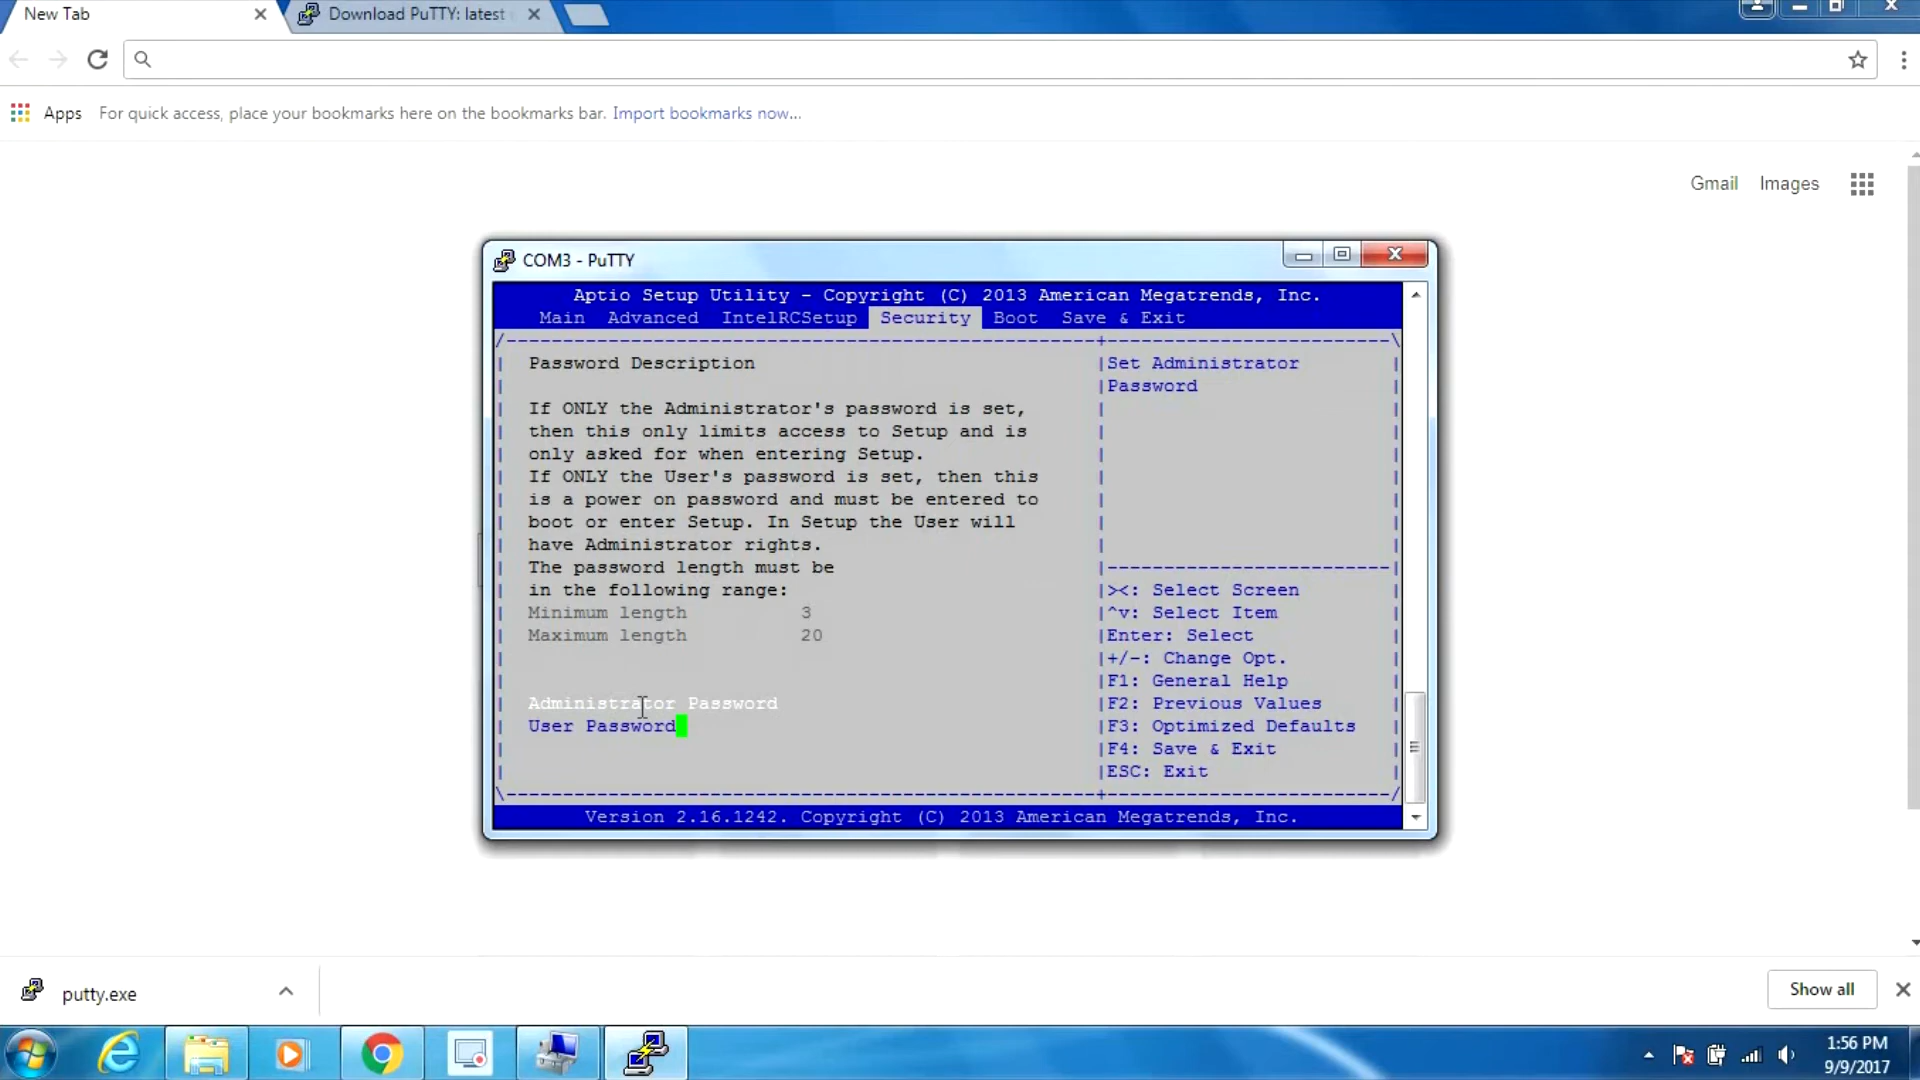 New Tab
Download PuTTY: latest
Apps For quick access, place your bookmarks here on the bookmarks bar. Import bookmarks now...
Gmail Images
COM3 - PuTTY
Aptio Setup Utility - Copyright (C) 2013 American Megatrends, Inc.
Main Advanced IntelRCSetup Security Boot Save & Exit
/----------------------------------------------------+-------------------------\
Password Description
|Set Administrator |
|Password |
If ONLY the Administrator's password is set,
then this only limits access to Setup and is
only asked for when entering Setup.
If ONLY the User's password is set, then this
is a power on password and must be entered to
boot or enter Setup. In Setup the User will
have Administrator rights.
The password length must be
in the following range:
Minimum length 3
Maximum length 20
Administrator Password
User Password
|-------------------------|
|><: Select Screen |
|^v: Select Item |
|Enter: Select |
|+/-: Change Opt. |
|F1: General Help |
|F2: Previous Values |
|F3: Optimized Defaults |
|F4: Save & Exit |
|ESC: Exit |
\----------------------------------------------------+-------------------------/
Version 2.16.1242. Copyright (C) 2013 American Megatrends, Inc.
putty.exe
Show all
1:56 PM
9/9/2017